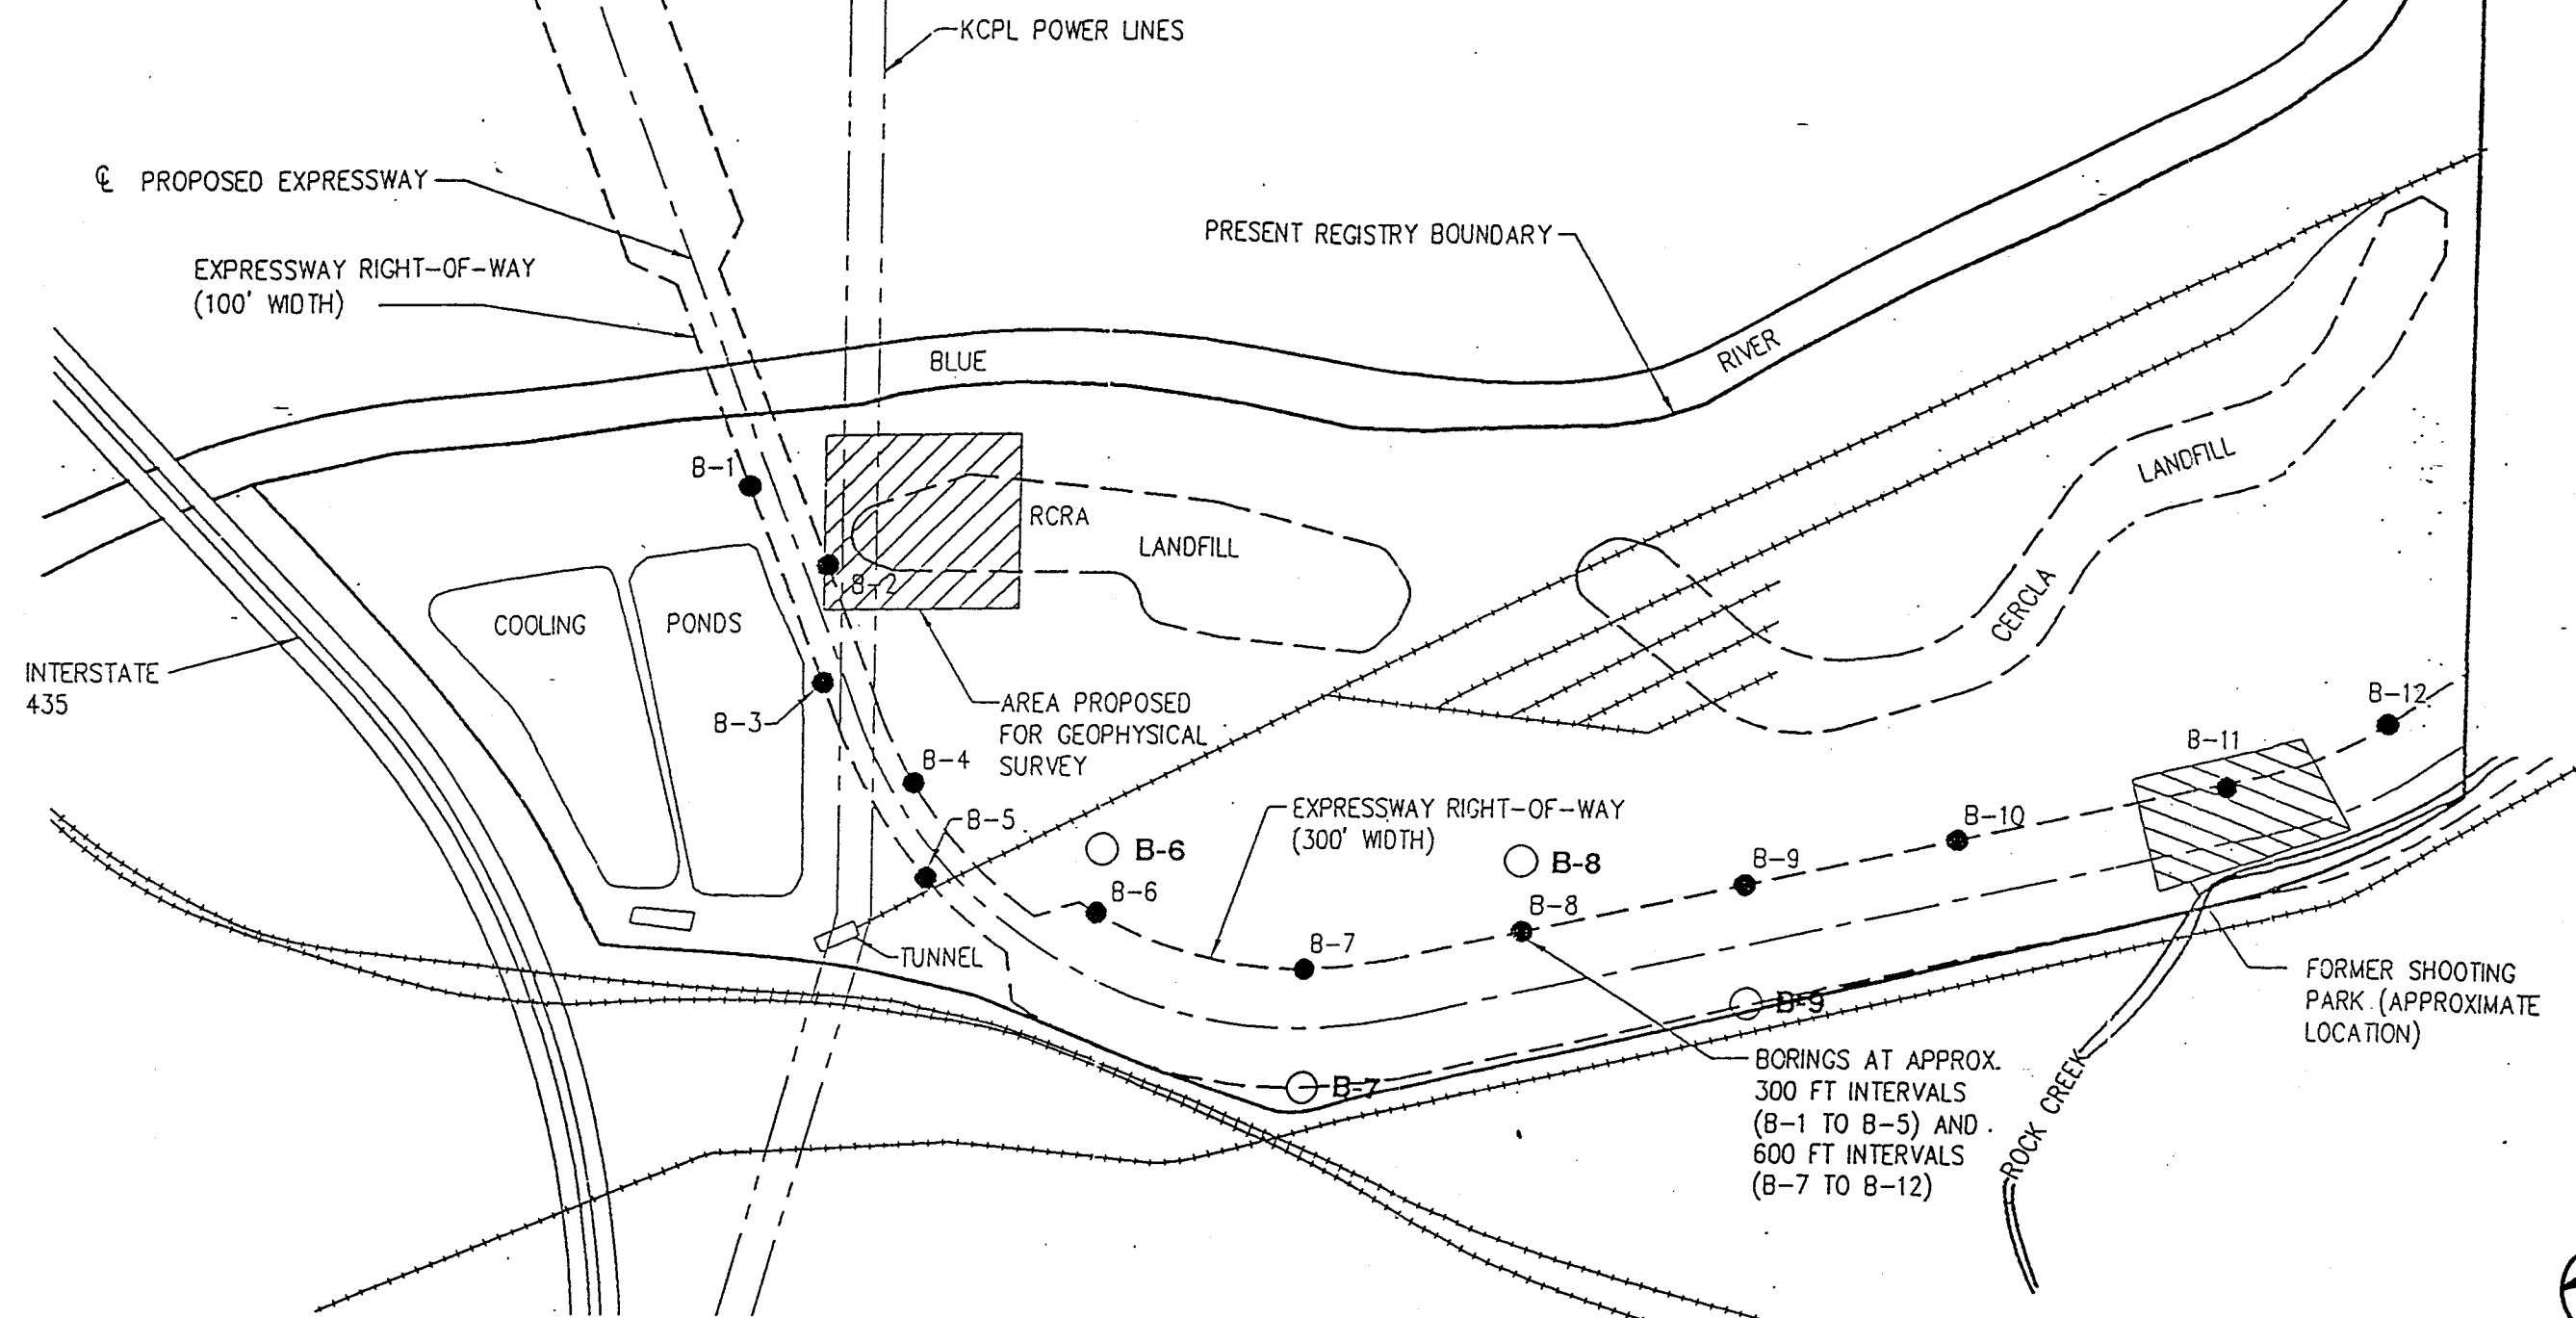 KCPL POWER LINES
℄ PROPOSED EXPRESSWAY
PRESENT REGISTRY BOUNDARY
EXPRESSWAY RIGHT-OF-WAY
(100' WIDTH)
BLUE
RIVER
B-1
LANDFILL
RCRA
LANDFILL
B-2
CERCLA
COOLING
PONDS
INTERSTATE
435
B-3
AREA PROPOSED
FOR GEOPHYSICAL
SURVEY
B-12
B-11
B-4
B-5
EXPRESSWAY RIGHT-OF-WAY
(300' WIDTH)
B-10
B-6
B-8
B-9
B-6
B-8
B-7
TUNNEL
FORMER SHOOTING
PARK (APPROXIMATE
LOCATION)
B-9
B-7
BORINGS AT APPROX.
300 FT INTERVALS
(B-1 TO B-5) AND
600 FT INTERVALS
(B-7 TO B-12)
ROCK CREEK